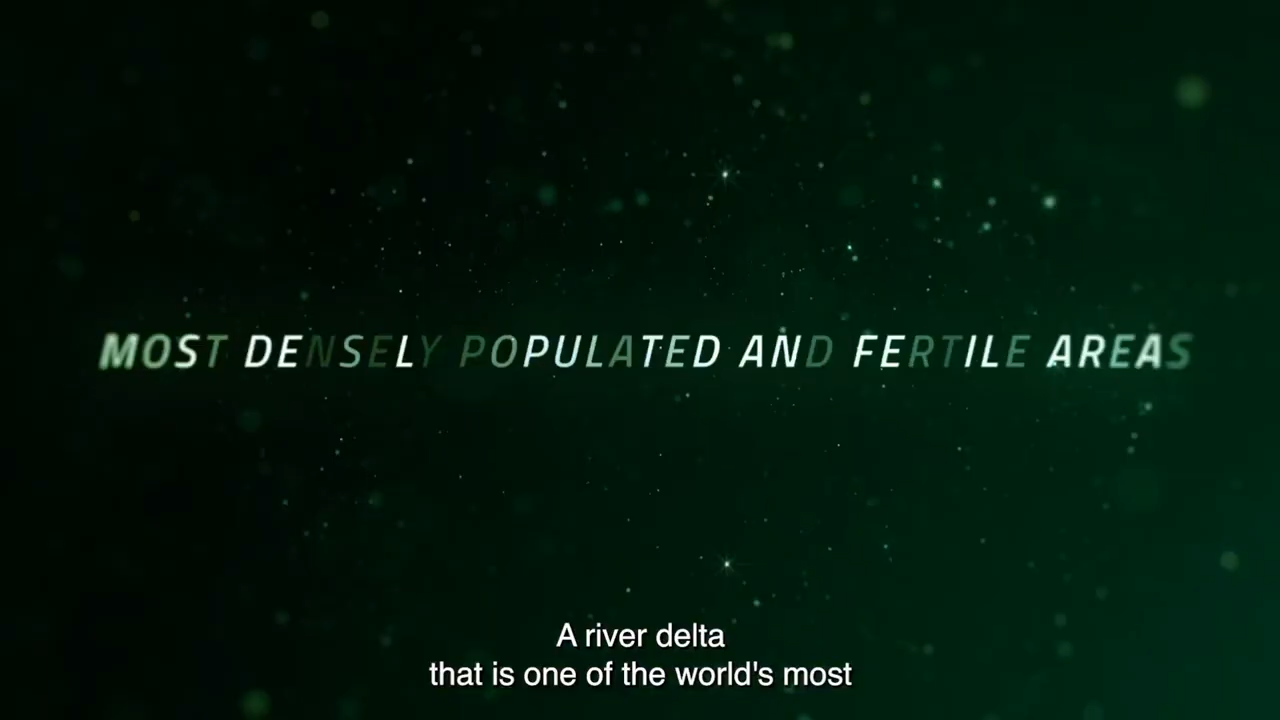 MOST DENSELY POPULATED AND FERTILE AREAS
A river delta
that is one of the world's most